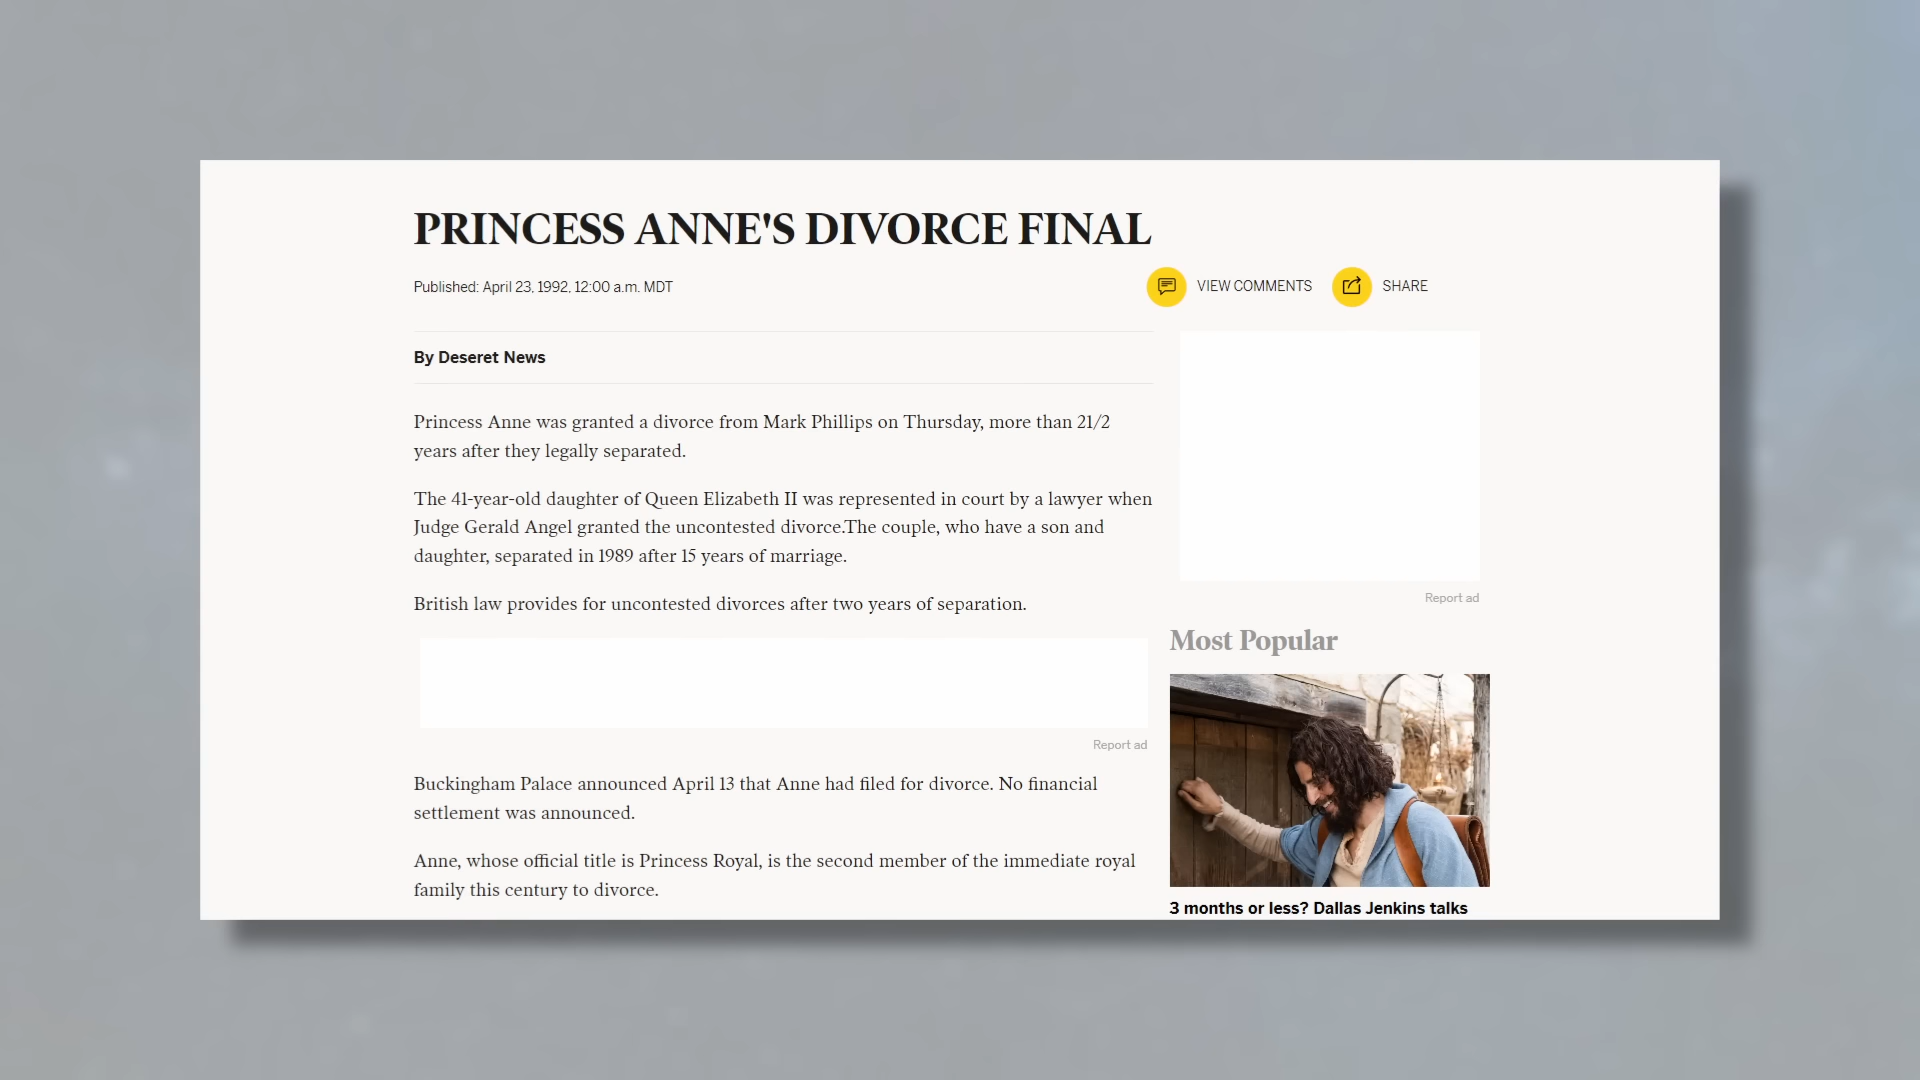 PRINCESS ANNE'S DIVORCE FINAL
Published: April 23, 1992, 12:00 a.m. MDT
VIEW COMMENTS
SHARE
By Deseret News
Princess Anne was granted a divorce from Mark Phillips on Thursday, more than 21/2
years after they legally separated.
The 41-year-old daughter of Queen Elizabeth II was represented in court by a lawyer when
Judge Gerald Angel granted the uncontested divorce.The couple, who have a son and
daughter, separated in 1989 after 15 years of marriage.
British law provides for uncontested divorces after two years of separation.
Report ad
Buckingham Palace announced April 13 that Anne had filed for divorce. No financial
settlement was announced.
Anne, whose official title is Princess Royal, is the second member of the immediate royal
family this century to divorce.
Report ad
Most Popular
3 months or less? Dallas Jenkins talks